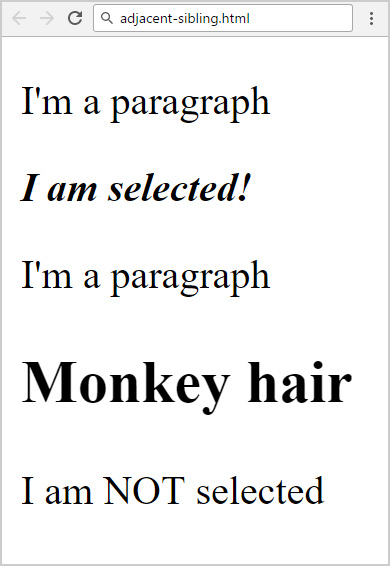 adjacent-sibling.html
I'm a paragraph
I am selected!
I'm a paragraph
Monkey hair
I am NOT selected